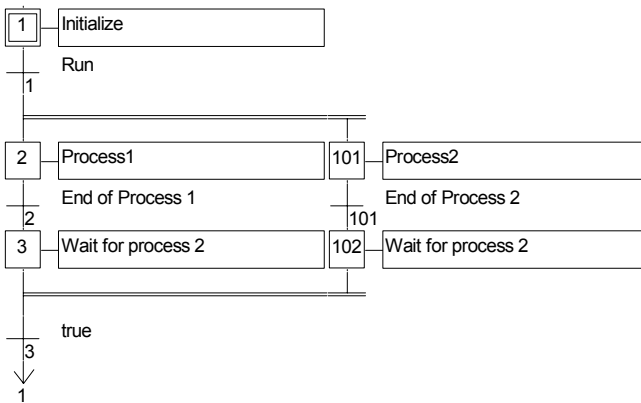 1 Initialize
Run
1
2 Process1 101 Process2
End of Process 1 End of Process 2
2 101
3 Wait for process 2 102 Wait for process 2
true
3
1